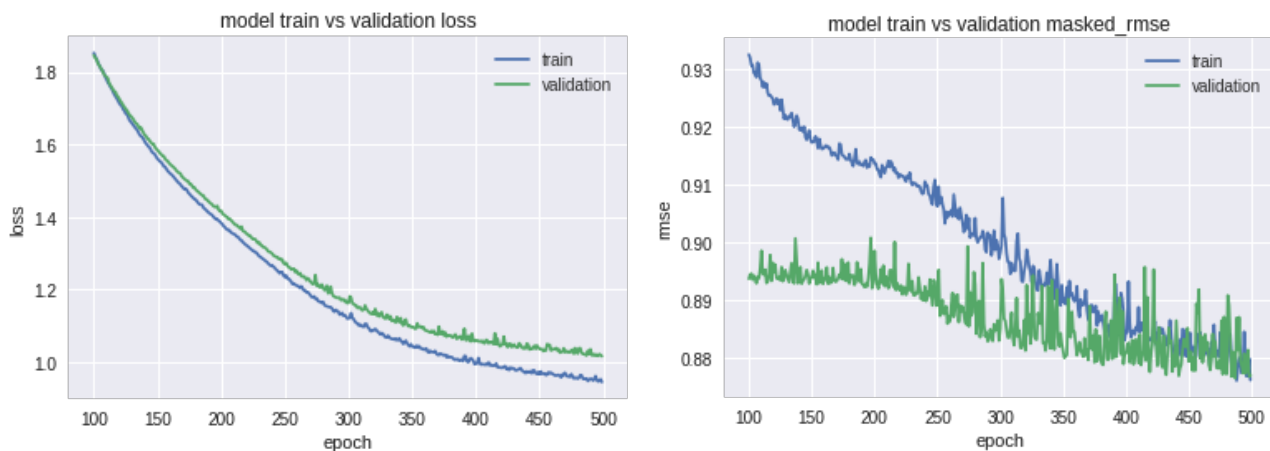 model train vs validation loss
train
validation
1.8
1.6
1.4
1.2
1.0
loss
100 150 200 250 300 350 400 450 500
epoch
model train vs validation masked_rmse
train
validation
0.93
0.92
0.91
0.90
0.89
0.88
rmse
100 150 200 250 300 350 400 450 500
epoch